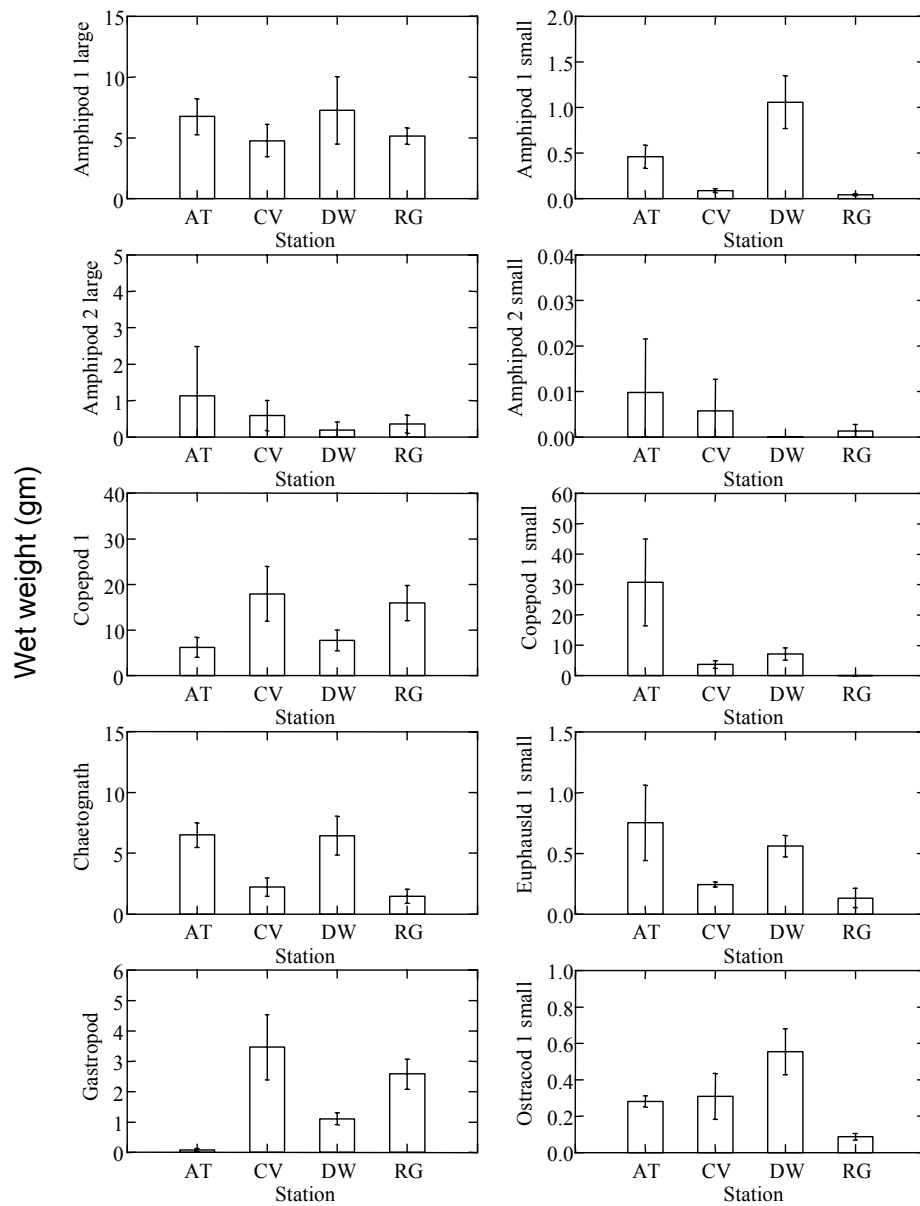 Wet weight (gm)
Amphipod 1 large
15
10
5
0
AT CV DW RG
Station
Amphipod 1 small
2.0
1.5
1.0
0.5
0.0
AT CV DW RG
Station
Amphipod 2 large
5
4
3
2
1
0
AT CV DW RG
Station
Amphipod 2 small
0.04
0.03
0.02
0.01
0.00
AT CV DW RG
Station
Copepod 1
40
30
20
10
0
AT CV DW RG
Station
Copepod 1 small
60
50
40
30
20
10
0
AT CV DW RG
Station
Chaetognath
15
10
5
0
AT CV DW RG
Station
Euphausld 1 small
1.5
1.0
0.5
0.0
AT CV DW RG
Station
Gastropod
6
5
4
3
2
1
0
AT CV DW RG
Station
Ostracod 1 small
1.0
0.8
0.6
0.4
0.2
0.0
AT CV DW RG
Station